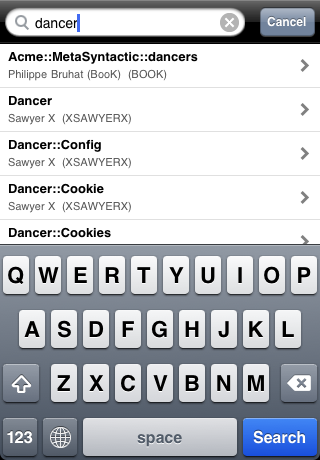 dancer
Cancel
Acme::MetaSyntactic::dancers
Philippe Bruhat (BooK) (BOOK)
Dancer
Sawyer X (XSAWYERX)
Dancer::Config
Sawyer X (XSAWYERX)
Dancer::Cookie
Sawyer X (XSAWYERX)
Dancer::Cookies
Q W E R T Y U I O P
A S D F G H J K L
Z X C V B N M
123 space Search